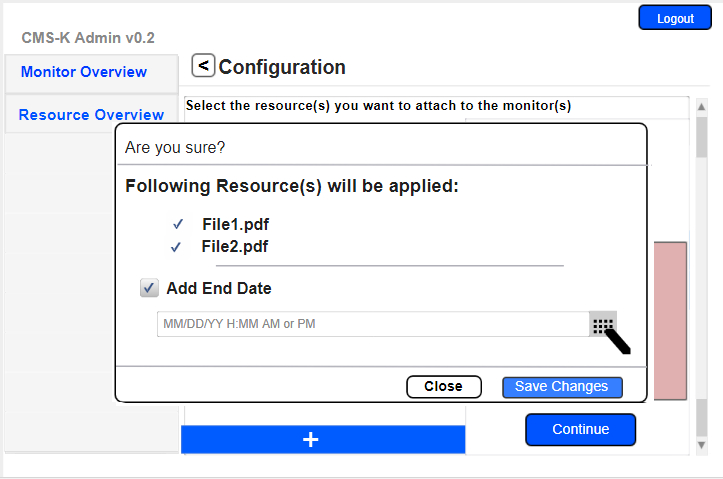 Logout
CMS-K Admin v0.2
Monitor Overview
< Configuration
Resource Overview
Select the resource(s) you want to attach to the monitor(s)
Are you sure?
Following Resource(s) will be applied:
File1.pdf
File2.pdf
Add End Date
MM/DD/YY H:MM AM or PM
Close
Save Changes
Continue
+